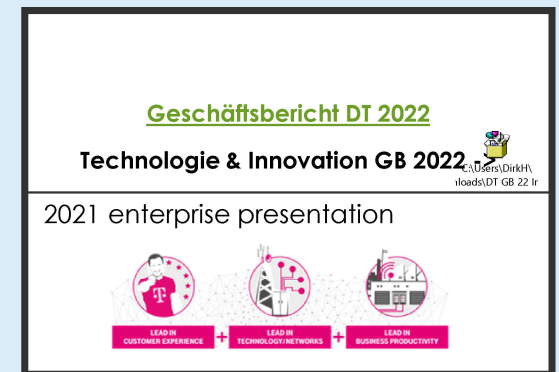 Geschäftsbericht DT 2022
Technologie & Innovation GB 2022 ->
C:\Users\DirkH\
nloads\DT GB 22 Ir
2021 enterprise presentation
T
LEAD IN
CUSTOMER EXPERIENCE
+
LEAD IN
TECHNOLOGY/NETWORKS
+
LEAD IN
BUSINESS PRODUCTIVITY